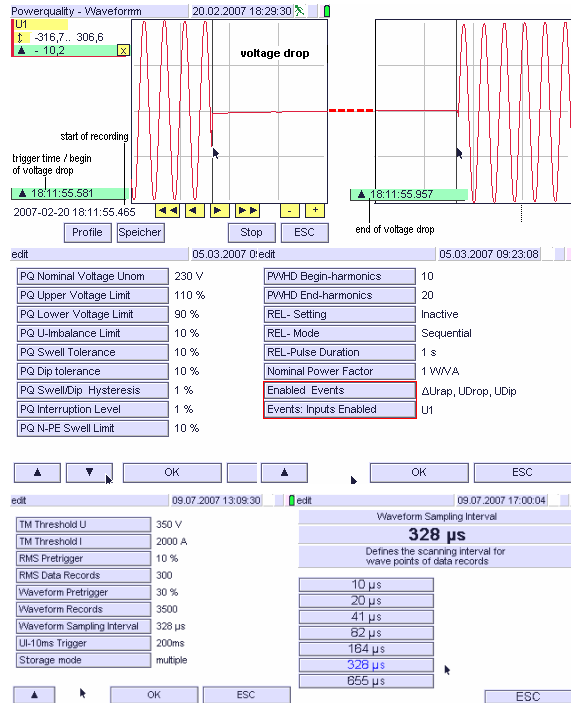 Powerquality - Waveformm 20.02.2007 18:29:30
U1
-316,7.. 306,6
▲ - 10,2 x
voltage drop
start of recording
trigger time / begin
of voltage drop
▲ 18:11:55.581
▲ 18:11:55.957
2007-02-20 18:11:55.465 ◄◄ ◄ ► ►► - +
end of voltage drop
Profile Speicher Stop ESC
edit 05.03.2007 0!
PQ Nominal Voltage Unom 230 V
PQ Upper Voltage Limit 110 %
PQ Lower Voltage Limit 90 %
PQ U-Imbalance Limit 10 %
PQ Swell Tolerance 10 %
PQ Dip tolerance 10 %
PQ Swell/Dip Hysteresis 1 %
PQ Interruption Level 1 %
PQ N-PE Swell Limit 10 %
▲ ▼ OK
edit 05.03.2007 09:23:08
PWHD Begin-harmonics 10
PWHD End-harmonics 20
REL- Setting Inactive
REL- Mode Sequential
REL-Pulse Duration 1 s
Nominal Power Factor 1 W/VA
Enabled Events ΔUrap, UDrop, UDip
Events: Inputs Enabled U1
▲ OK ESC
edit 09.07.2007 13:09:30
TM Threshold U 350 V
TM Threshold I 2000 A
RMS Pretrigger 10 %
RMS Data Records 300
Waveform Pretrigger 30 %
Waveform Records 3500
Waveform Sampling Interval 328 µs
UI-10ms Trigger 200ms
Storage mode multiple
▲ OK ESC
edit 09.07.2007 17:00:04
Waveform Sampling Interval
328 µs
Defines the scanning interval for
wave points of data records
10 µs
20 µs
41 µs
82 µs
164 µs
328 µs
655 µs
ESC